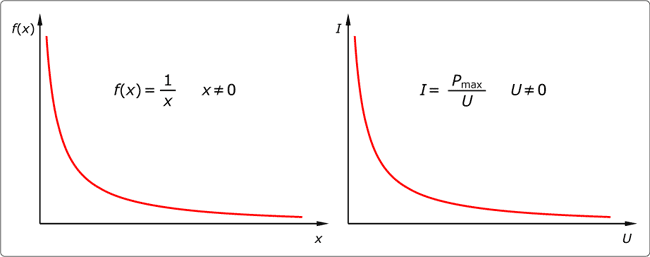 f(x)
f(x) = 1/x x ≠ 0
x
I
I = P_max/U U ≠ 0
U